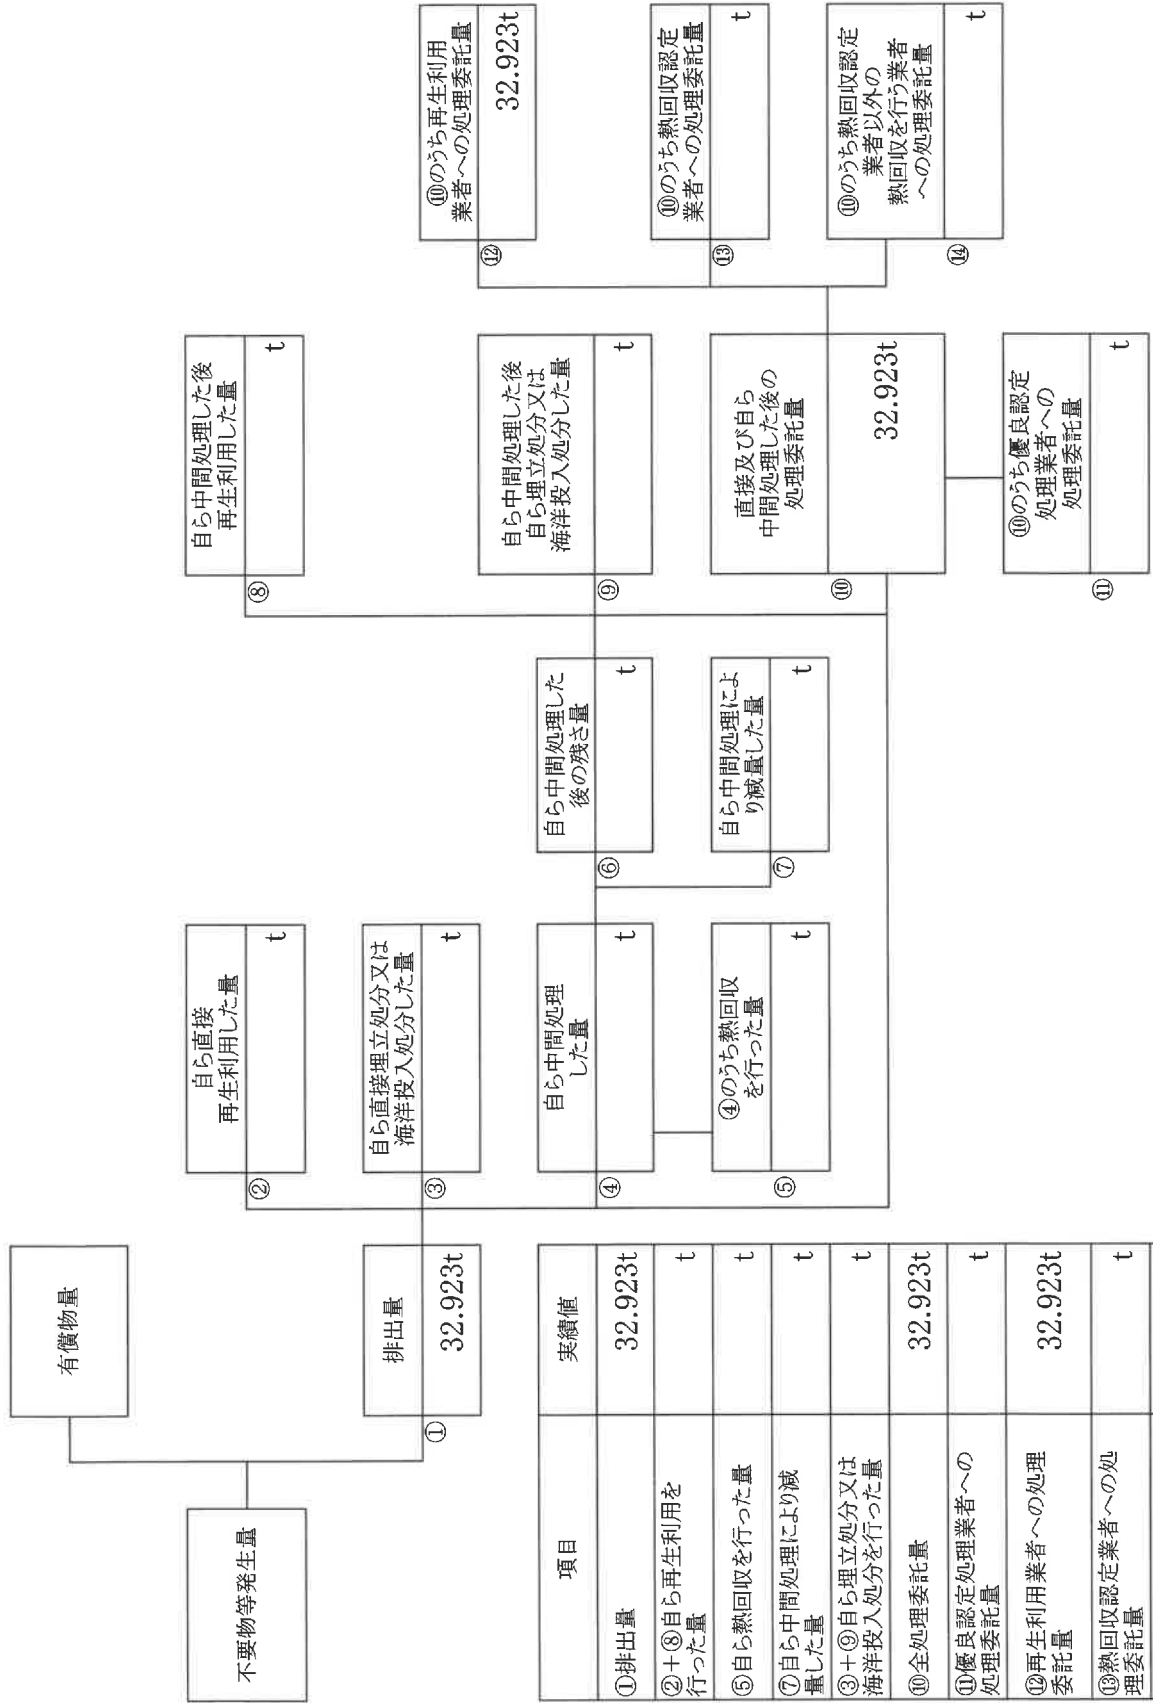 不要物等発生量
有償物量
①
排出量
32.923t
②
自ら直接
再生利用した量
t
③
自ら直接埋立処分又は
海洋投入処分した量
t
④
自ら中間処理
した量
t
⑤
④のうち熱回収
を行った量
t
⑥
自ら中間処理した
後の残さ量
t
⑦
自ら中間処理によ
り減量した量
t
⑧
自ら中間処理した後
再生利用した量
t
⑨
自ら中間処理した後
自ら埋立処分又は
海洋投入処分した量
t
⑩
直接及び自ら
中間処理した後の
処理委託量
32.923t
⑪
⑩のうち優良認定
処理業者への
処理委託量
t
⑫
⑩のうち再生利用
業者への処理委託量
32.923t
⑬
⑩のうち熱回収認定
業者への処理委託量
t
⑭
⑩のうち熱回収認定
業者以外の
熱回収を行う業者
への処理委託量
t
項目
実績値
①排出量
32.923t
②+⑧自ら再生利用を
行った量
t
⑤自ら熱回収を行った量
t
⑦自ら中間処理により減
量した量
t
③+⑨自ら埋立処分又は
海洋投入処分を行った量
t
⑩全処理委託量
32.923t
⑪優良認定処理業者への
処理委託量
t
⑫再生利用業者への処理
委託量
32.923t
⑬熱回収認定業者への処
理委託量
t